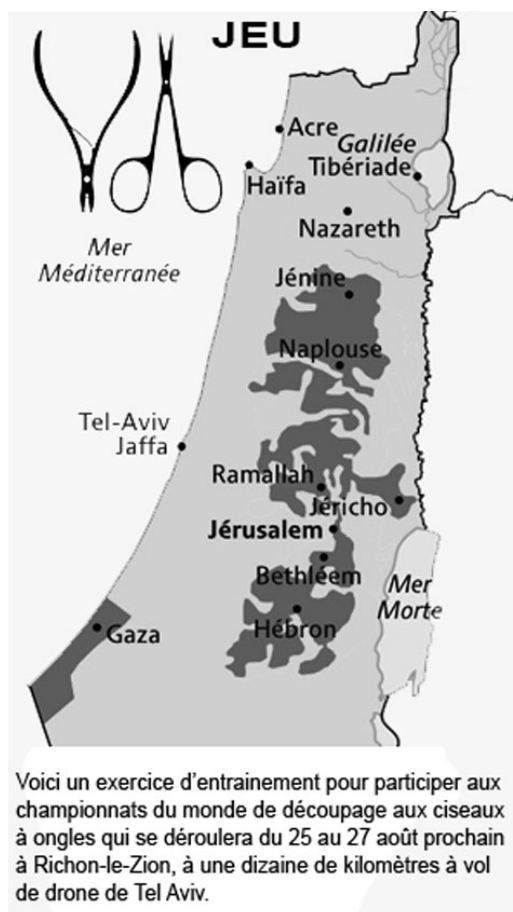 JEU
Acre
Galilée
Tibériade
Haïfa
Nazareth
Mer
Méditerranée
Jénine
Naplouse
Tel-Aviv
Jaffa
Ramallah
Jéricho
Jérusalem
Bethléem
Mer
Morte
Hébron
Gaza
Voici un exercice d'entrainement pour participer aux
championnats du monde de découpage aux ciseaux
à ongles qui se déroulera du 25 au 27 août prochain
à Richon-le-Zion, à une dizaine de kilomètres à vol
de drone de Tel Aviv.